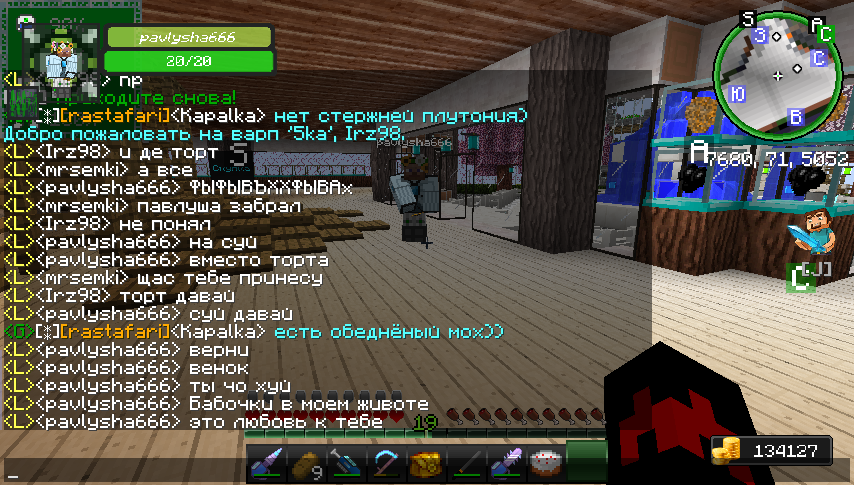 pavlysha666
20/20
S
З
A
C
C
Ю
В
<L> пр
ходите снова!
[*][rastafari]<Kapalka> нет стержней плутония)
Добро пожаловать на варп '5ka', Irz98,
pavlysha666
<L><Irz98> и де торт
A
7680, 71, 5052
<L><mrsemki> а все
<L><pavlysha666> ФЫФЫВЪХХФЫВАх
<L><mrsemki> павлуша забрал
<L><Irz98> не понял
<L><pavlysha666> на суй
<L><pavlysha666> вместо торта
<L><mrsemki> щас тебе принесу
C
[J]
<L><Irz98> торт давай
<L><pavlysha666> суй давай
<G>[*][rastafari]<Kapalka> есть обеднёный мох))
<L><pavlysha666> верни
<L><pavlysha666> венок
<L><pavlysha666> ты чо хуй
<L><pavlysha666> Бабочки в моем животе
<L><pavlysha666> это любовь к тебе
19
134127
9
_